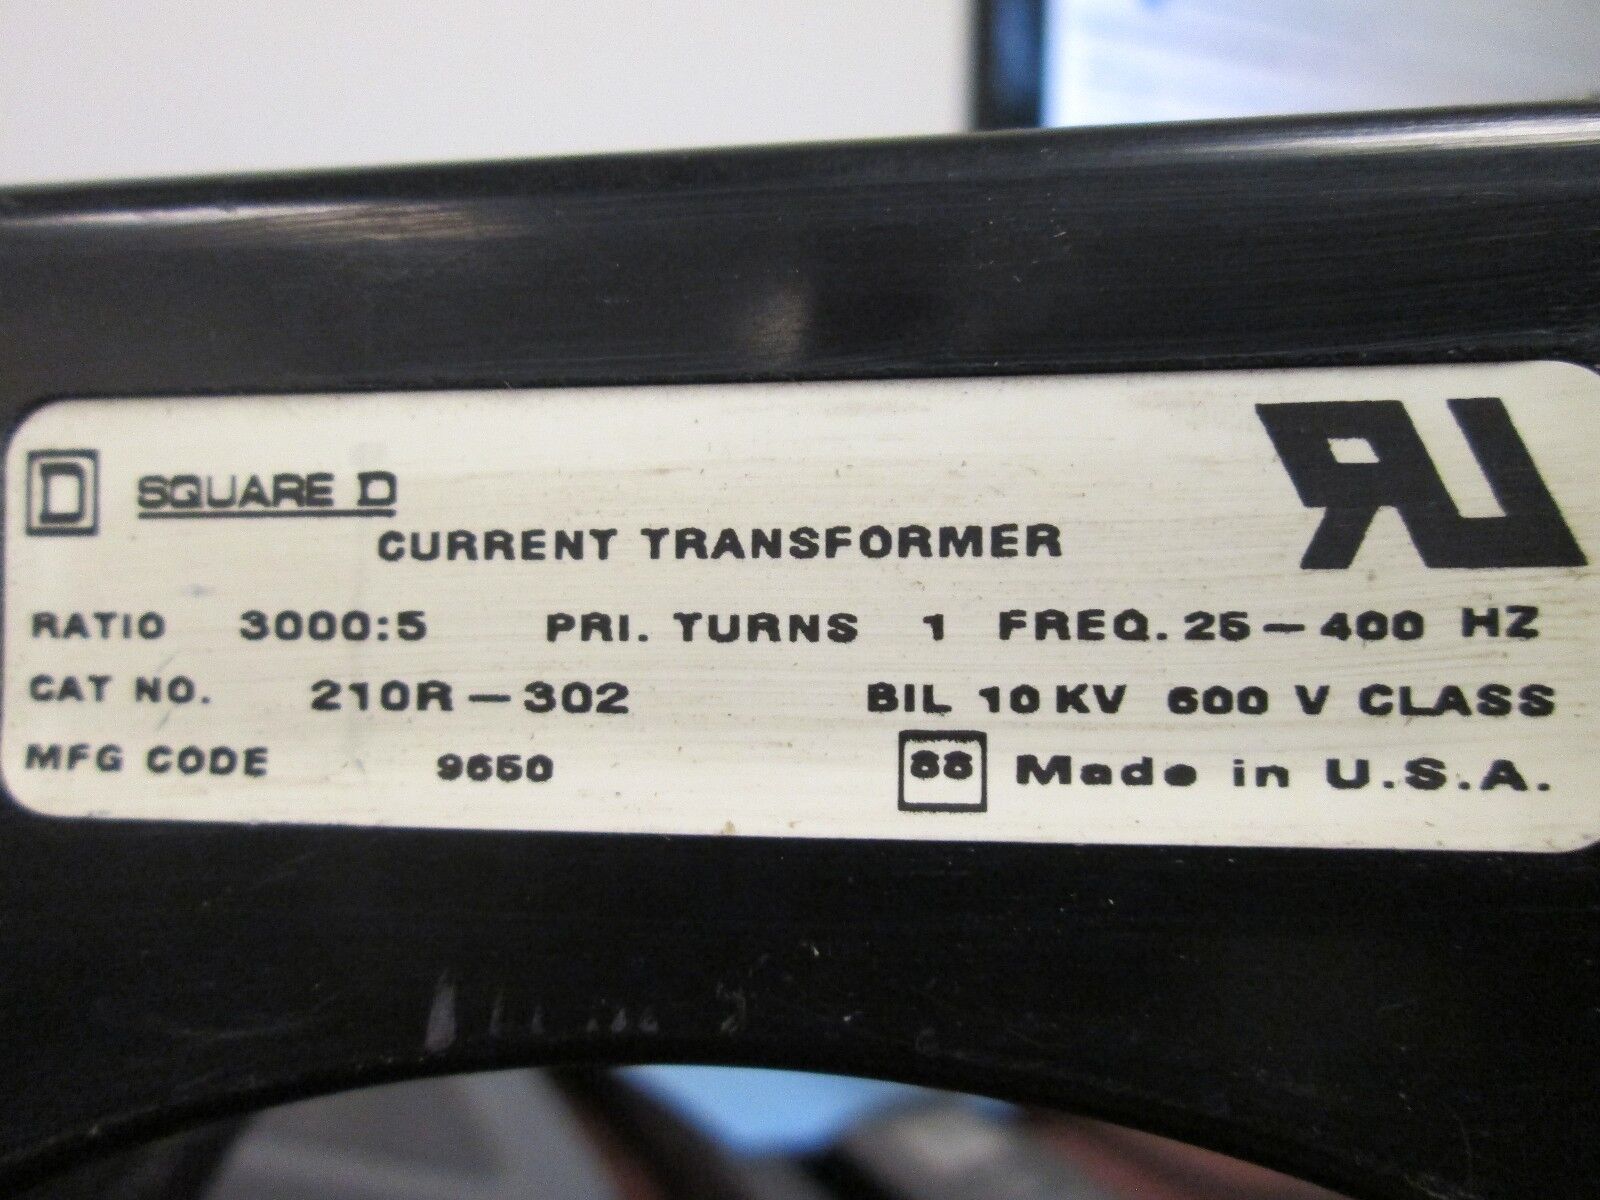 D SQUARE D
CURRENT TRANSFORMER
RATIO 3000:5 PRI. TURNS 1 FREQ. 25-400 HZ
CAT NO. 210R-302 BIL 10 KV 600 V CLASS
MFG CODE 9650 88 Made in U.S.A.